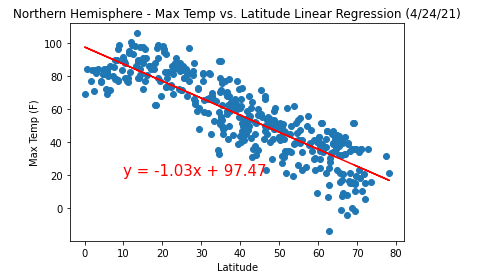 Northern Hemisphere - Max Temp vs. Latitude Linear Regression (4/24/21)
Max Temp (F)
100
80
60
40
20
0
y = -1.03x + 97.47
0 10 20 30 40 50 60 70 80
Latitude